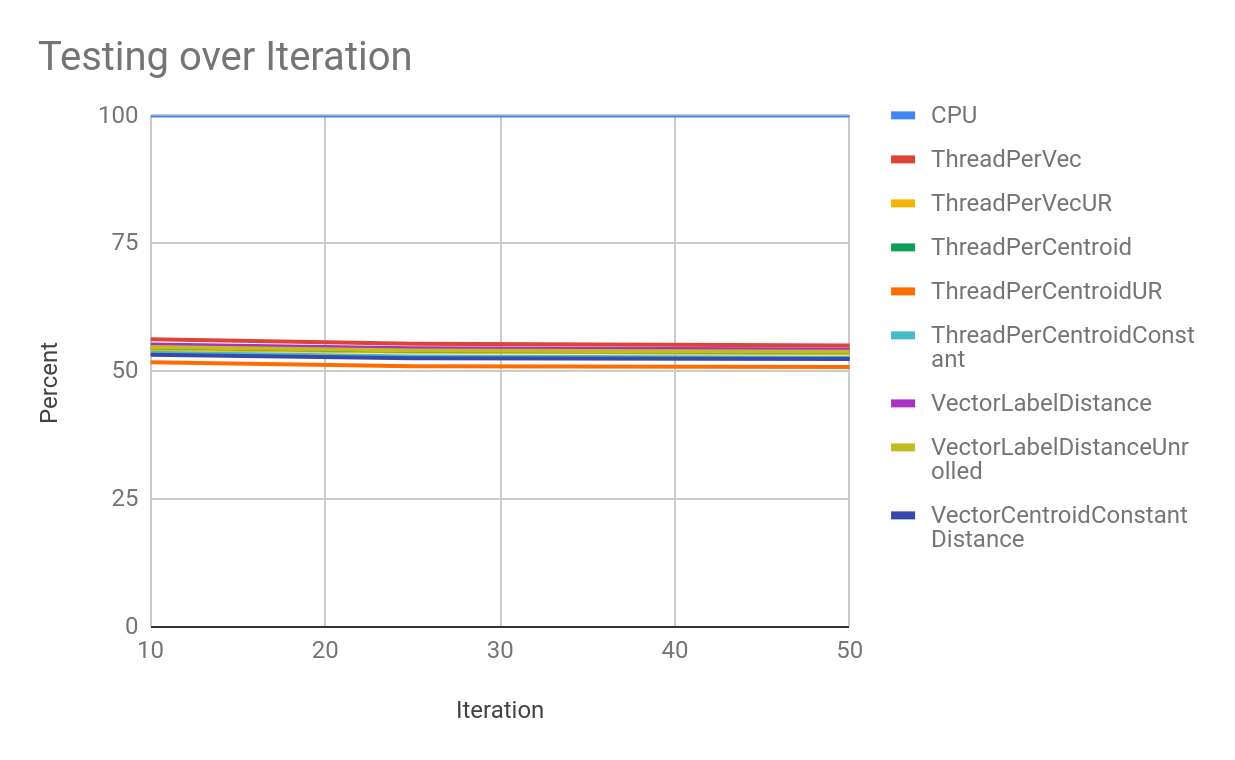 Testing over Iteration
100
75
50
25
0
Percent
10 20 30 40 50
Iteration
CPU
ThreadPerVec
ThreadPerVecUR
ThreadPerCentroid
ThreadPerCentroidUR
ThreadPerCentroidConst
ant
VectorLabelDistance
VectorLabelDistanceUnr
olled
VectorCentroidConstant
Distance